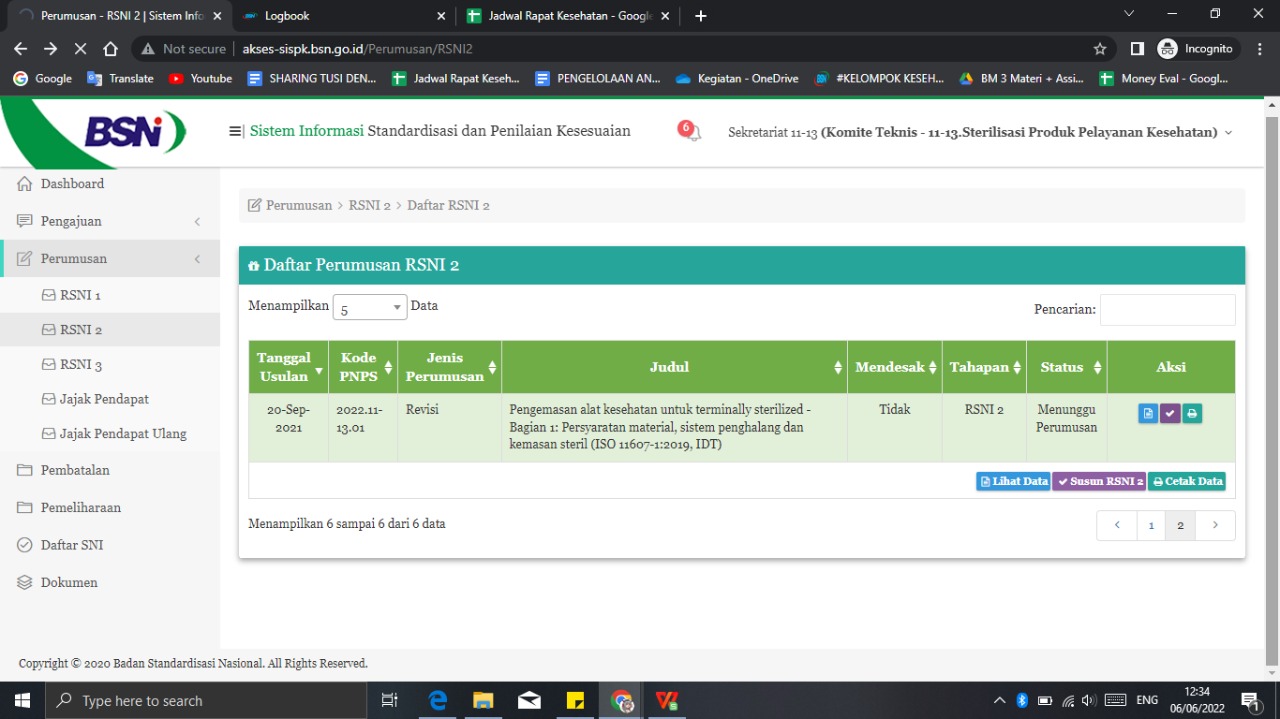 Perumusan - RSNI 2 | Sistem Info
Logbook
Jadwal Rapat Kesehatan - Google
Not secure
akses-sispk.bsn.go.id/Perumusan/RSNI2
Incognito
Google
Translate
Youtube
SHARING TUSI DEN...
Jadwal Rapat Keseh...
PENGELOLAAN AN...
Kegiatan - OneDrive
#KELOMPOK KESEH...
BM 3 Materi + Assi...
Money Eval - Googl...
BSN
Sistem Informasi Standardisasi dan Penilaian Kesesuaian
6
Sekretariat 11-13 (Komite Teknis - 11-13.Sterilisasi Produk Pelayanan Kesehatan)
Dashboard
Pengajuan
Perumusan
RSNI 1
RSNI 2
RSNI 3
Jajak Pendapat
Jajak Pendapat Ulang
Pembatalan
Pemeliharaan
Daftar SNI
Dokumen
Perumusan > RSNI 2 > Daftar RSNI 2
Daftar Perumusan RSNI 2
Menampilkan 5 Data
Pencarian:
Tanggal Usulan
Kode PNPS
Jenis Perumusan
Judul
Mendesak
Tahapan
Status
Aksi
20-Sep-
2021
2022.11-
13.01
Revisi
Pengemasan alat kesehatan untuk terminally sterilized -
Bagian 1: Persyaratan material, sistem penghalang dan
kemasan steril (ISO 11607-1:2019, IDT)
Tidak
RSNI 2
Menunggu
Perumusan
Lihat Data
Susun RSNI 2
Cetak Data
Menampilkan 6 sampai 6 dari 6 data
< 1 2 >
Copyright © 2020 Badan Standardisasi Nasional. All Rights Reserved.
Type here to search
ENG
12:34
06/06/2022
1